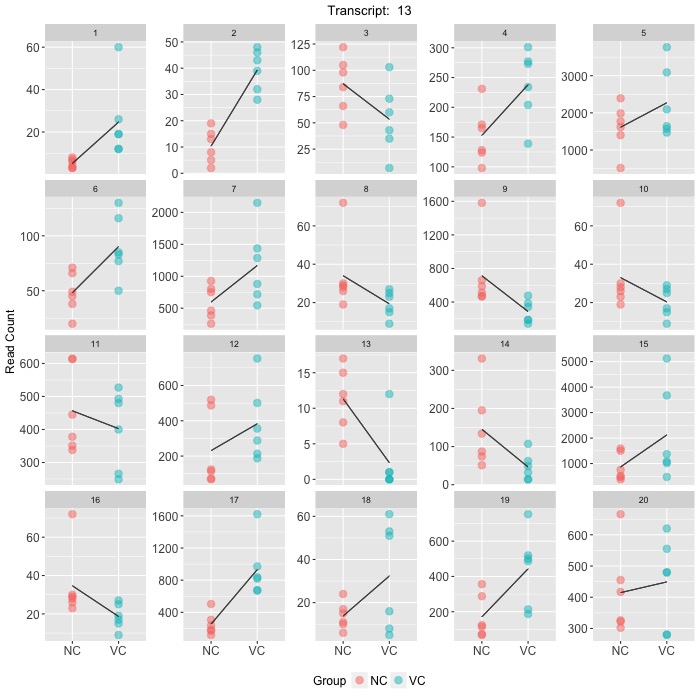 Transcript: 13
1 2 3 4 5
60 50 125 300 3000
40 40 100 250 2000
20 30 75 200 1000
20 50 150
10 25 100
0
6 7 8 9 10
100 2000 60 1600 60
50 1500 40 1200 40
1000 20 800 20
500 400
Read Count
11 12 13 14 15
600 600 15 300 5000
500 400 10 200 4000
400 200 5 100 3000
300 0 0 2000
1000
16 17 18 19 20
60 1600 60 600 600
40 1200 40 400 500
20 800 20 200 400
400 300
NC VC NC VC NC VC NC VC NC VC
Group NC VC